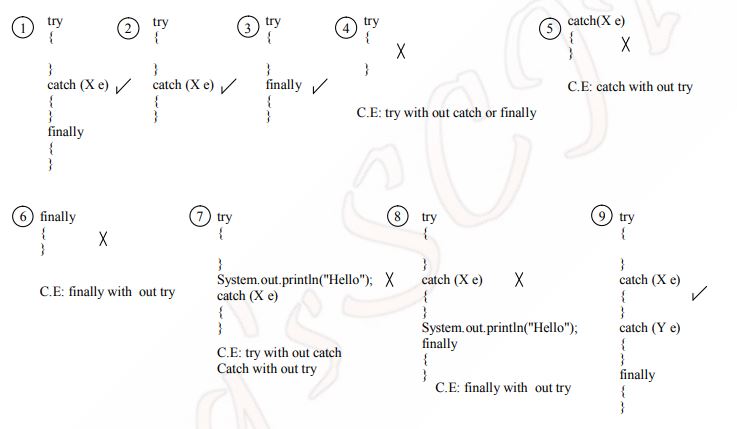 1 try
{
}
catch (X e) ✓
{
}
finally
{
}
2 try
{
}
catch (X e) ✓
{
}
3 try
{
}
finally ✓
{
}
4 try
{ X
}
C.E: try with out catch or finally
5 catch(X e)
{ X
}
C.E: catch with out try
6 finally
{ X
}
C.E: finally with out try
7 try
{
}
System.out.println("Hello"); X
catch (X e)
{
}
C.E: try with out catch
Catch with out try
8 try
{
}
catch (X e) X
{
}
System.out.println("Hello");
finally
{
}
C.E: finally with out try
9 try
{
}
catch (X e)
{ ✓
}
catch (Y e)
{
}
finally
{
}